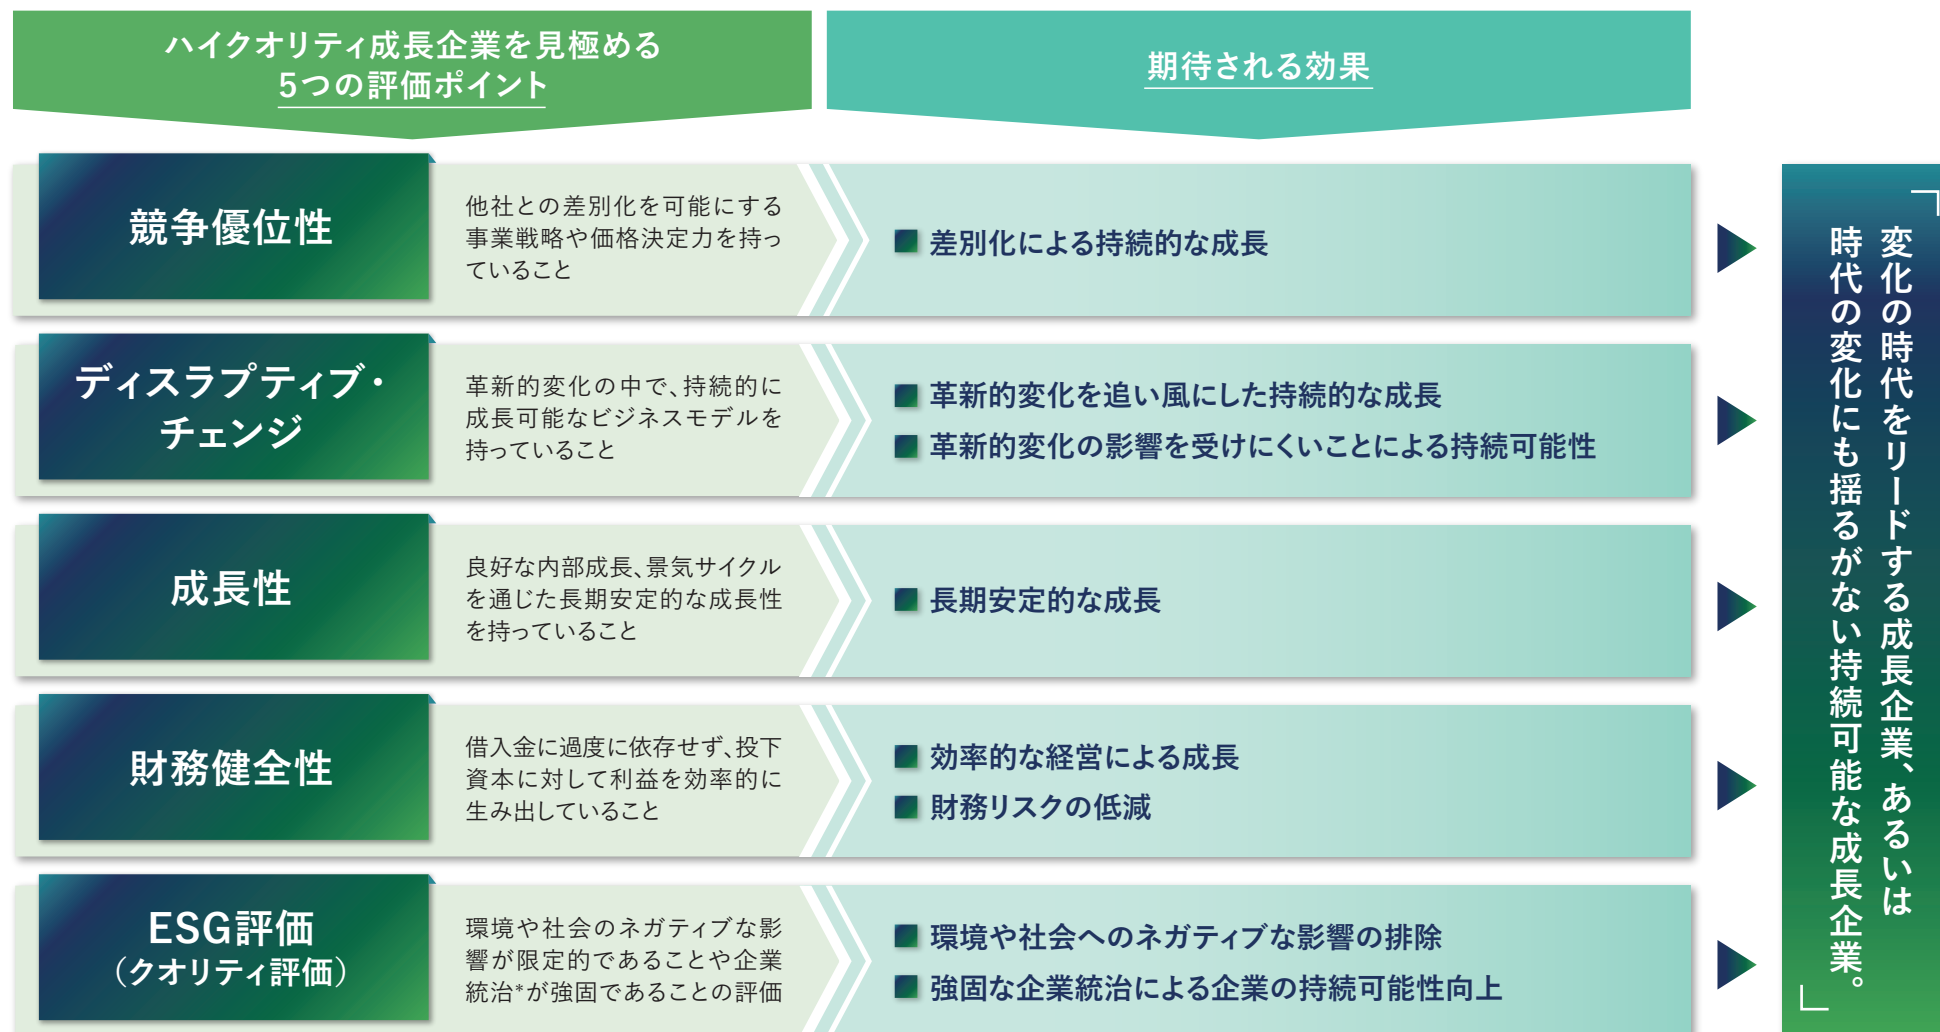 ハイクオリティ成長企業を見極める
5つの評価ポイント
期待される効果
競争優位性
他社との差別化を可能にする
事業戦略や価格決定力を持っ
ていること
差別化による持続的な成長
ディスラプティブ・
チェンジ
革新的変化の中で、持続的に
成長可能なビジネスモデルを
持っていること
革新的変化を追い風にした持続的な成長
革新的変化の影響を受けにくいことによる持続可能性
成長性
良好な内部成長、景気サイクル
を通じた長期安定的な成長性
を持っていること
長期安定的な成長
財務健全性
借入金に過度に依存せず、投下
資本に対して利益を効率的に
生み出していること
効率的な経営による成長
財務リスクの低減
ESG評価
（クオリティ評価）
環境や社会のネガティブな影
響が限定的であることや企業
統治*が強固であることの評価
環境や社会へのネガティブな影響の排除
強固な企業統治による企業の持続可能性向上
「変化の時代をリードする成長企業、あるいは
時代の変化にも揺るがない持続可能な成長企業。」